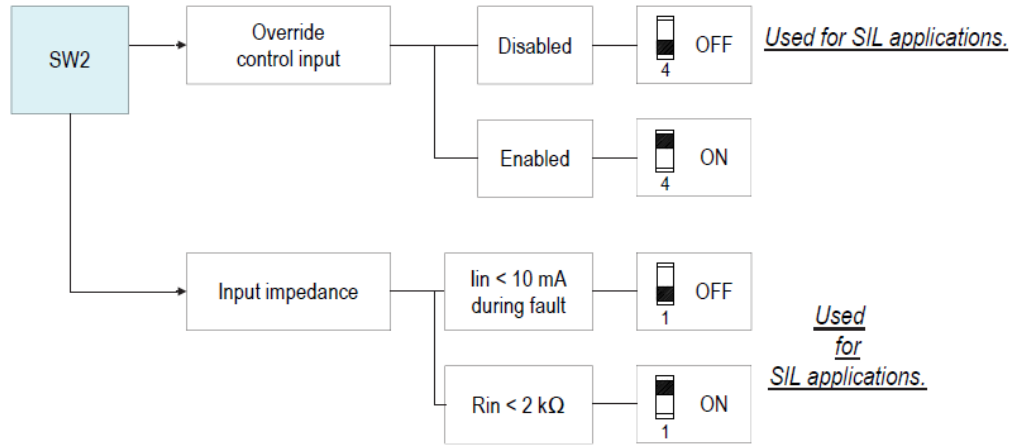 SW2
Override
control input
Disabled
4
OFF
Used for SIL applications.
Enabled
4
ON
Input impedance
Iin < 10 mA
during fault
1
OFF
Used
for
SIL applications.
Rin < 2 kΩ
1
ON